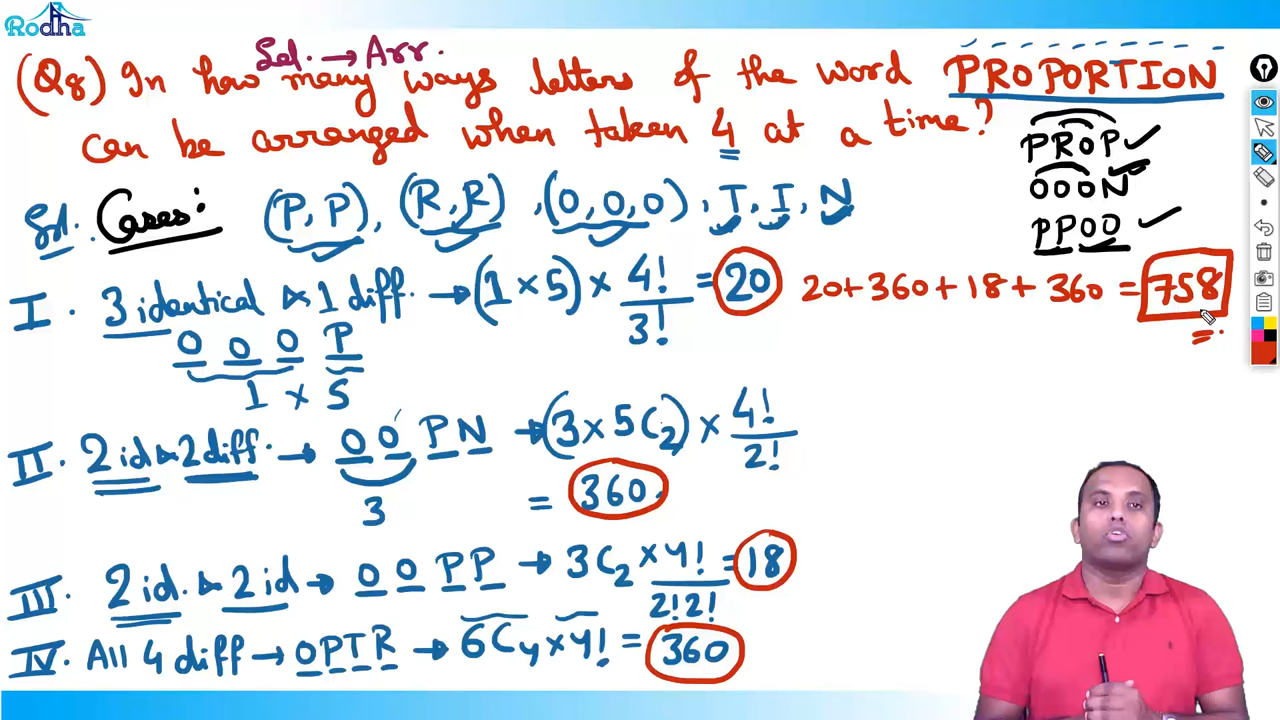 Rodha
Sel. → Arr.
(Q8) In how many ways letters of the word PROPORTION
can be arranged when taken 4 at a time?
PROP ✓
OOON
PPOO ✓
Sol. Cases: (P, P), (R, R), (O, O, O), T, I, N
I. 3 identical & 1 diff. → (1 × 5) × 4!/3! = 20
20 + 360 + 18 + 360 = 758
O O O P
1 × 5
II. 2 id & 2 diff. → O O P N → (3 × 5C2) × 4!/2!
3
= 360
III. 2 id. & 2 id → O O P P → 3C2 × 4!/2!2! = 18
IV. All 4 diff → O P T R → 6C4 × 4! = 360